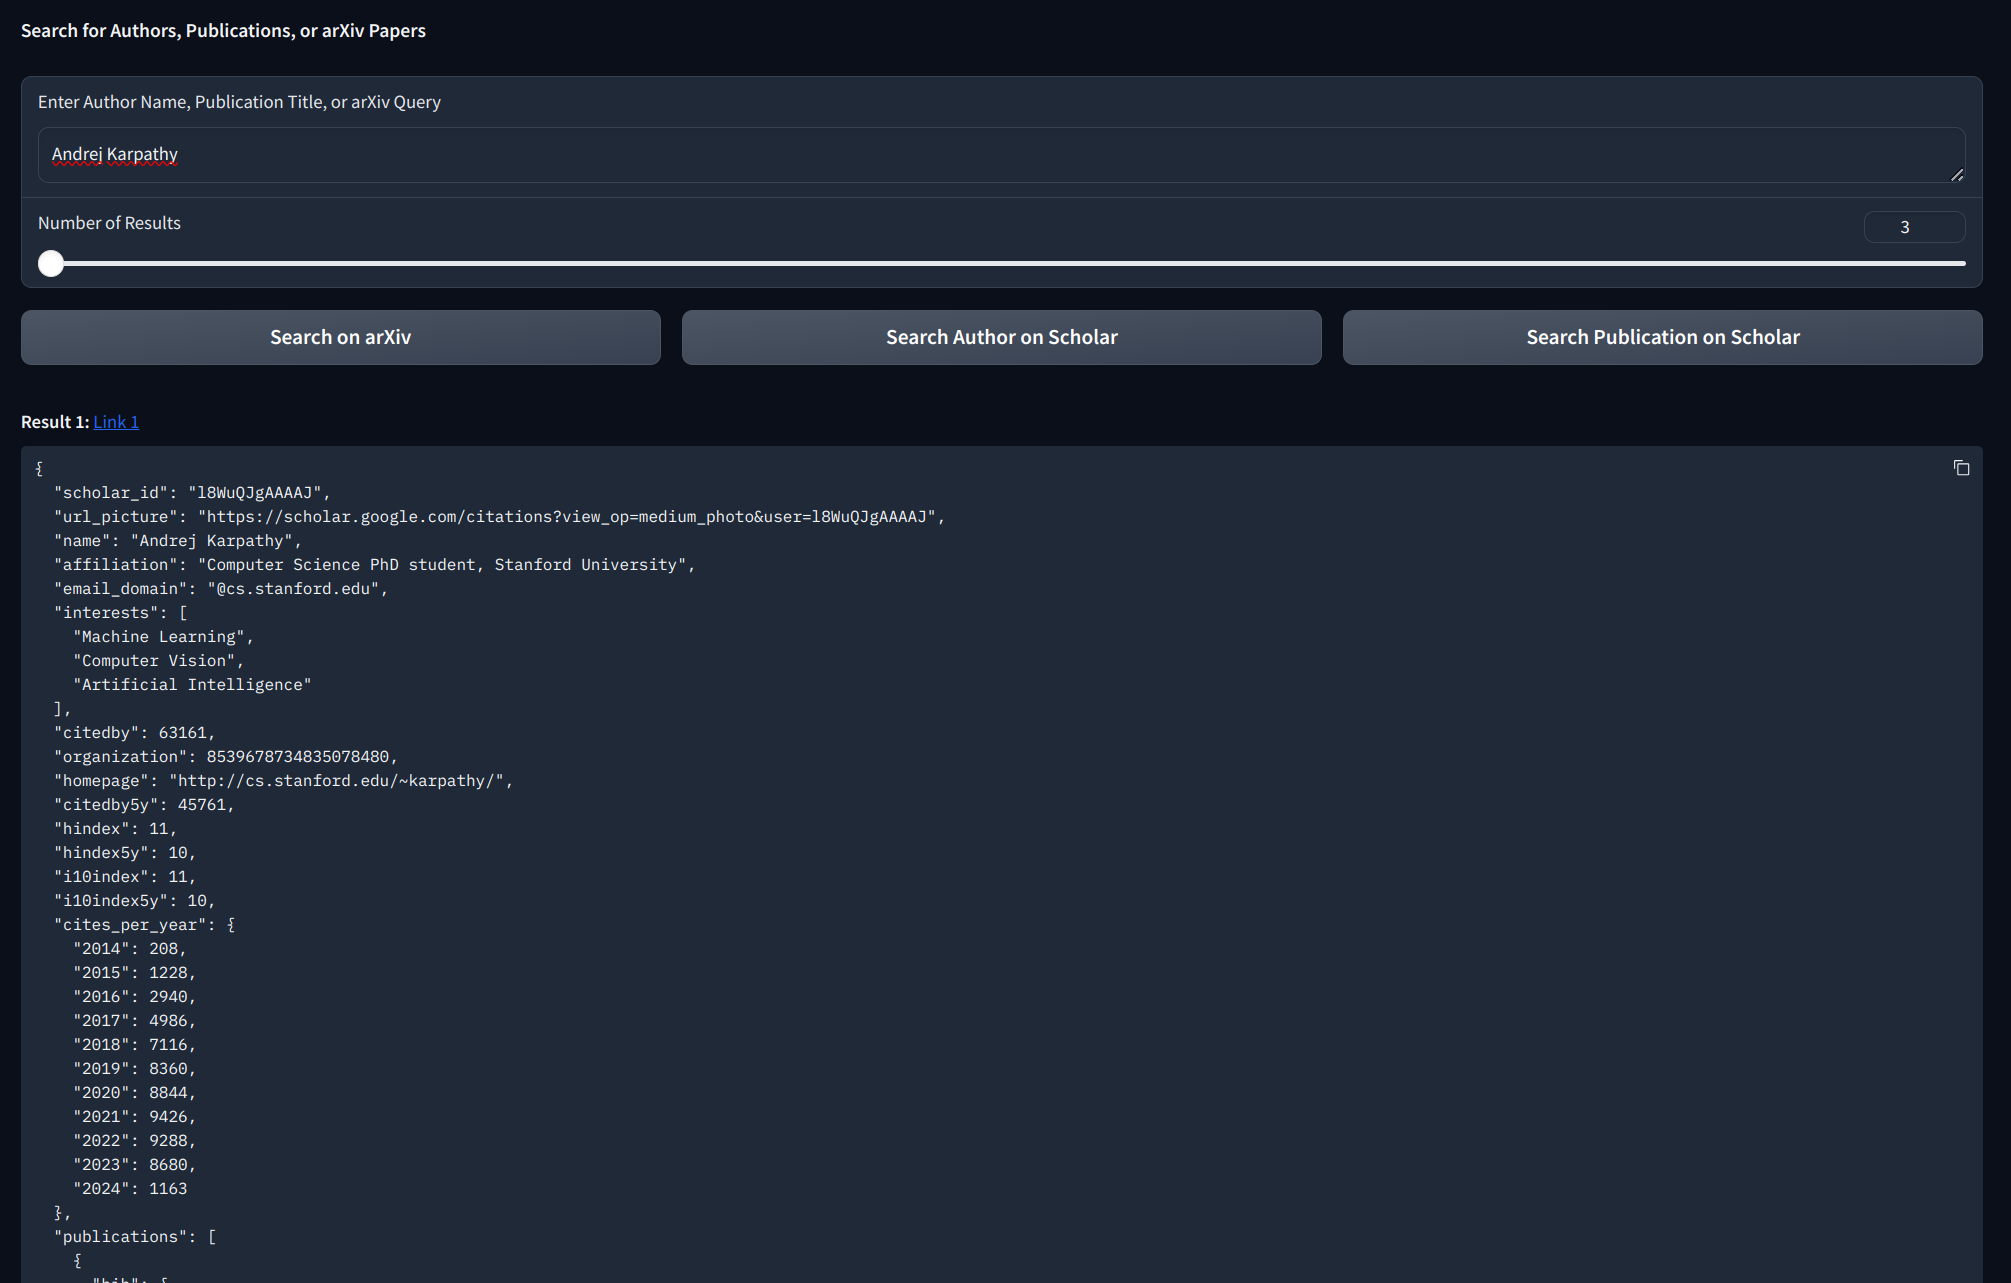 Search for Authors, Publications, or arXiv Papers
Enter Author Name, Publication Title, or arXiv Query
Andrej Karpathy
Number of Results
3
Search on arXiv
Search Author on Scholar
Search Publication on Scholar
Result 1: Link 1
{
"scholar_id": "l8WuQJgAAAAJ",
"url_picture": "https://scholar.google.com/citations?view_op=medium_photo&user=l8WuQJgAAAAJ",
"name": "Andrej Karpathy",
"affiliation": "Computer Science PhD student, Stanford University",
"email_domain": "@cs.stanford.edu",
"interests": [
"Machine Learning",
"Computer Vision",
"Artificial Intelligence"
],
"citedby": 63161,
"organization": 8539678734835078480,
"homepage": "http://cs.stanford.edu/~karpathy/",
"citedby5y": 45761,
"hindex": 11,
"hindex5y": 10,
"i10index": 11,
"i10index5y": 10,
"cites_per_year": {
"2014": 208,
"2015": 1228,
"2016": 2940,
"2017": 4986,
"2018": 7116,
"2019": 8360,
"2020": 8844,
"2021": 9426,
"2022": 9288,
"2023": 8680,
"2024": 1163
},
"publications": [
{